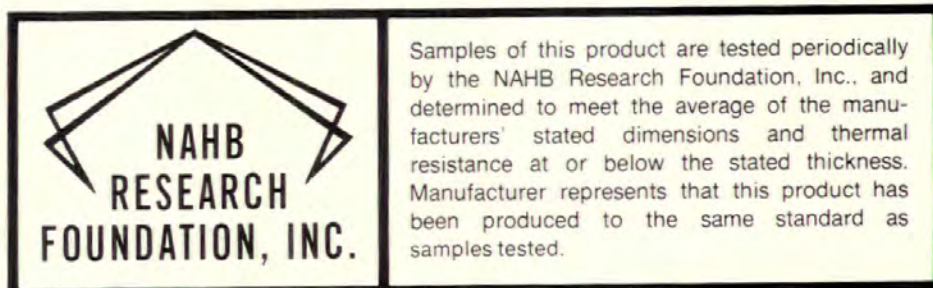 NAHB
RESEARCH
FOUNDATION, INC.
Samples of this product are tested periodically
by the NAHB Research Foundation, Inc., and
determined to meet the average of the manu-
facturers' stated dimensions and thermal
resistance at or below the stated thickness.
Manufacturer represents that this product has
been produced to the same standard as
samples tested.